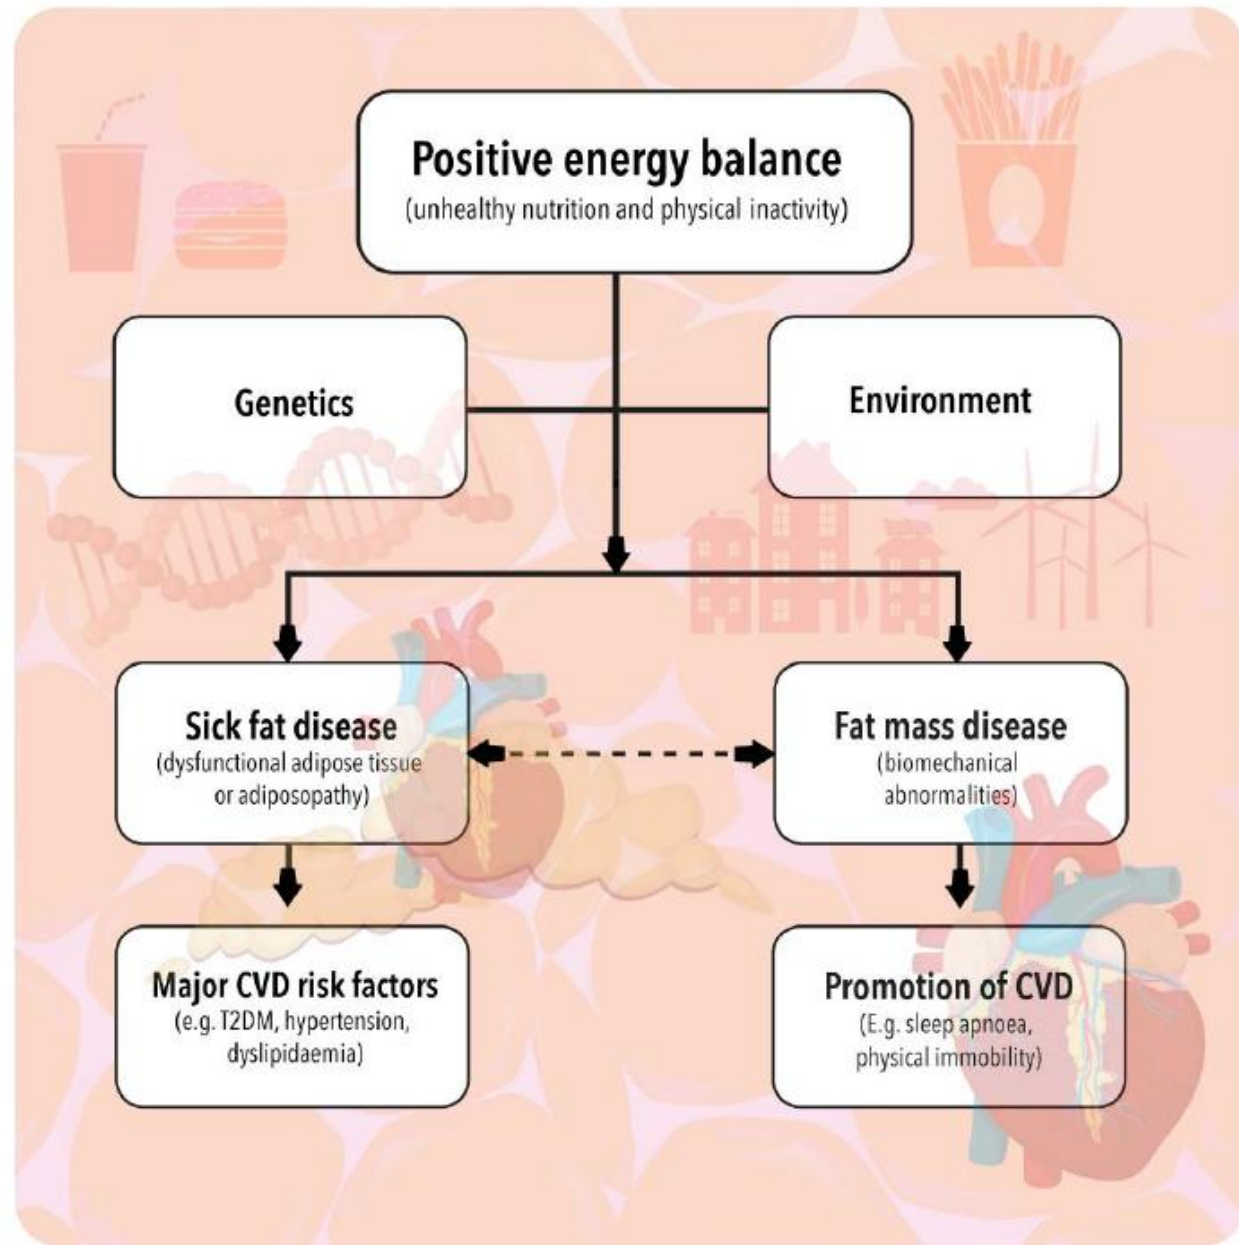 Positive energy balance
(unhealthy nutrition and physical inactivity)
Genetics
Environment
Sick fat disease
(dysfunctional adipose tissue
or adiposopathy)
Fat mass disease
(biomechanical
abnormalities)
Major CVD risk factors
(e.g. T2DM, hypertension,
dyslipidaemia)
Promotion of CVD
(E.g. sleep apnoea,
physical immobility)